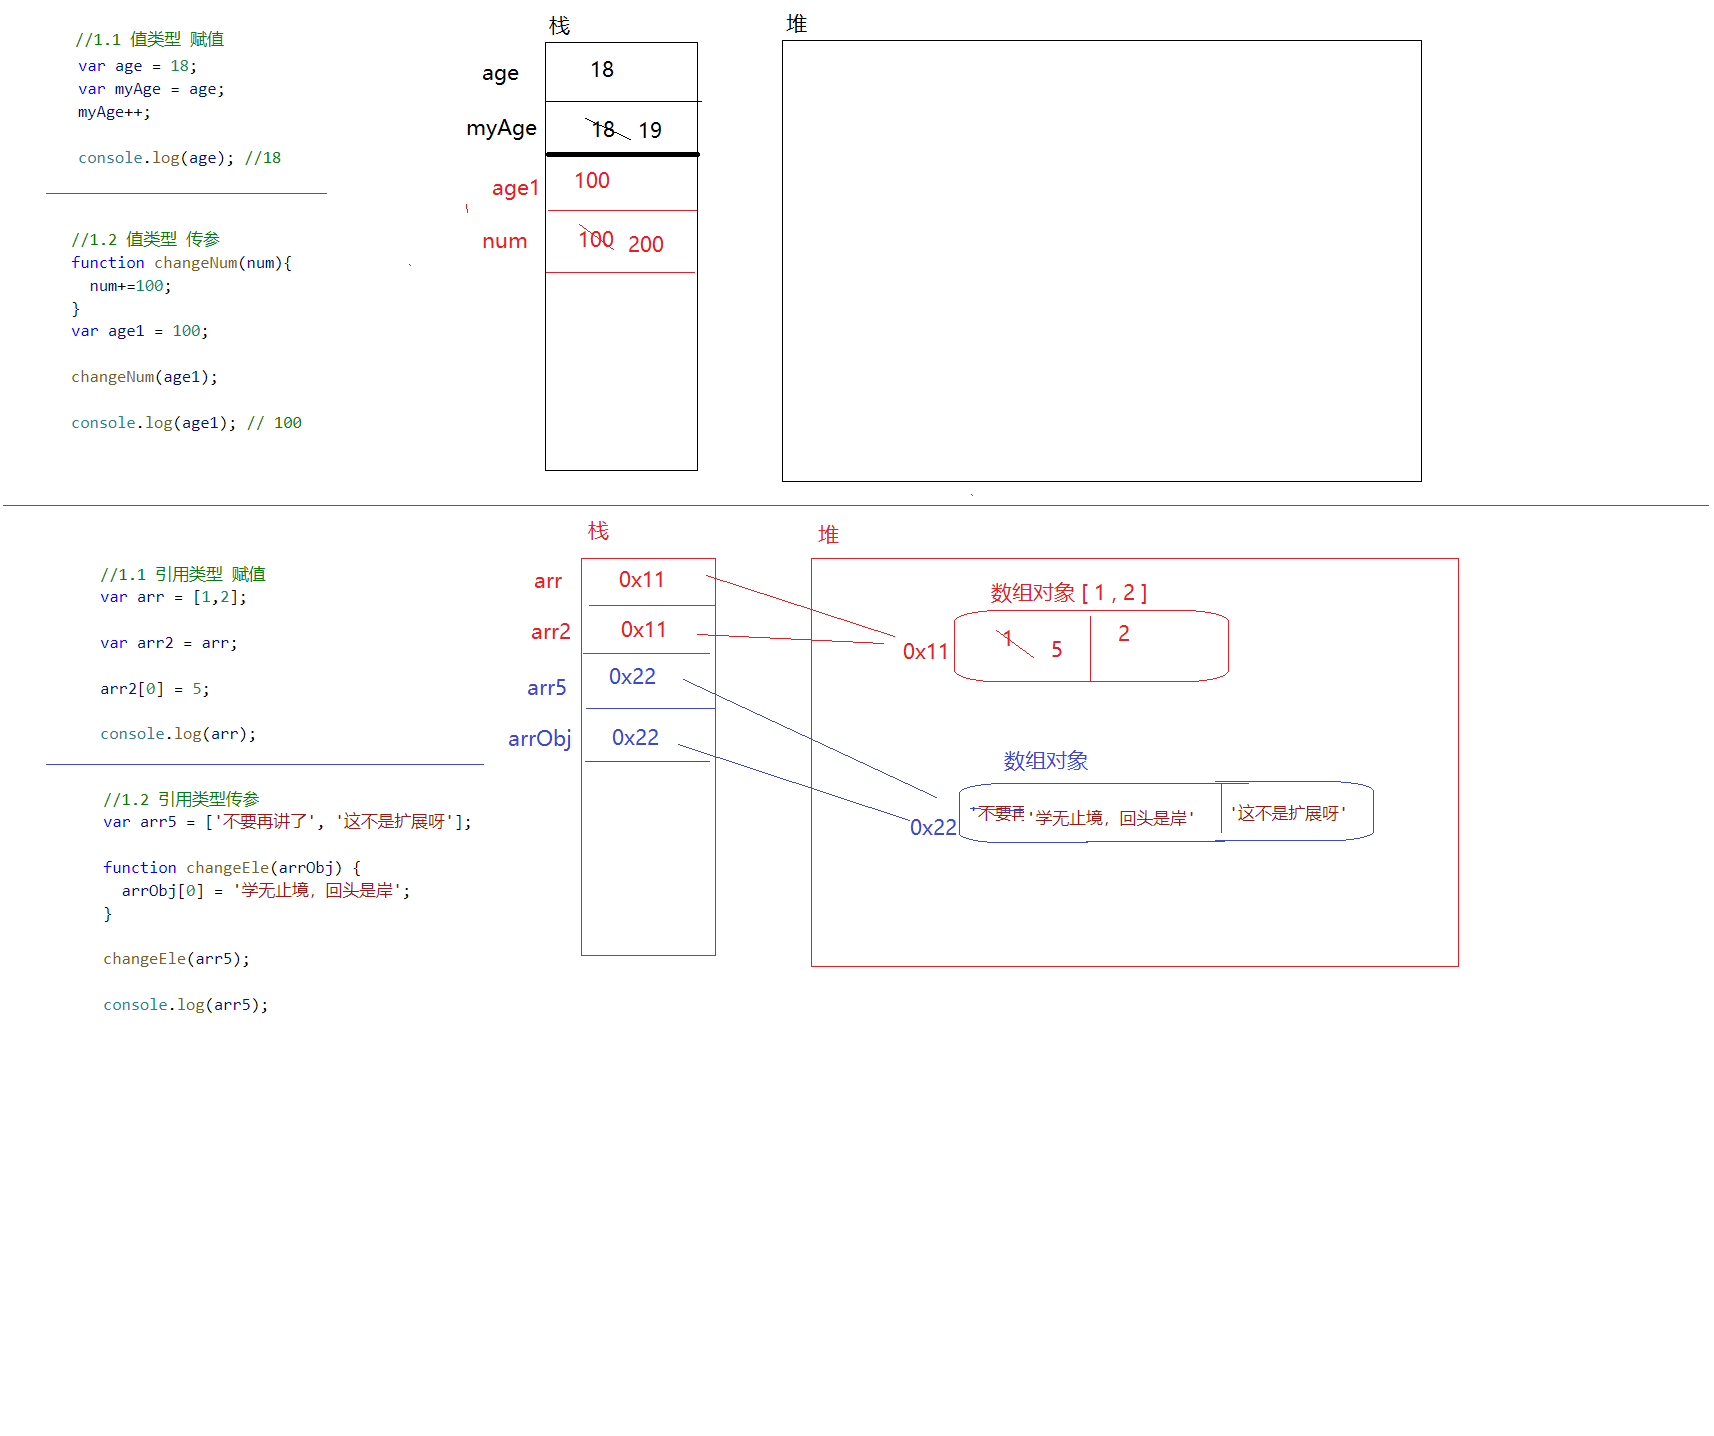 //1.1 值类型 赋值
var age = 18;
var myAge = age;
myAge++;
console.log(age); //18
//1.2 值类型 传参
function changeNum(num){
num+=100;
}
var age1 = 100;
changeNum(age1);
console.log(age1); // 100
栈
age 18
myAge 18 19
age1 100
num 100 200
堆
//1.1 引用类型 赋值
var arr = [1,2];
var arr2 = arr;
arr2[0] = 5;
console.log(arr);
//1.2 引用类型传参
var arr5 = ['不要再讲了', '这不是扩展呀'];
function changeEle(arrObj) {
arrObj[0] = '学无止境，回头是岸';
}
changeEle(arr5);
console.log(arr5);
栈
arr 0x11
arr2 0x11
arr5 0x22
arrObj 0x22
堆
数组对象 [ 1 , 2 ]
0x11 1 5 2
数组对象
0x22 '不要再 '学无止境，回头是岸' '这不是扩展呀'